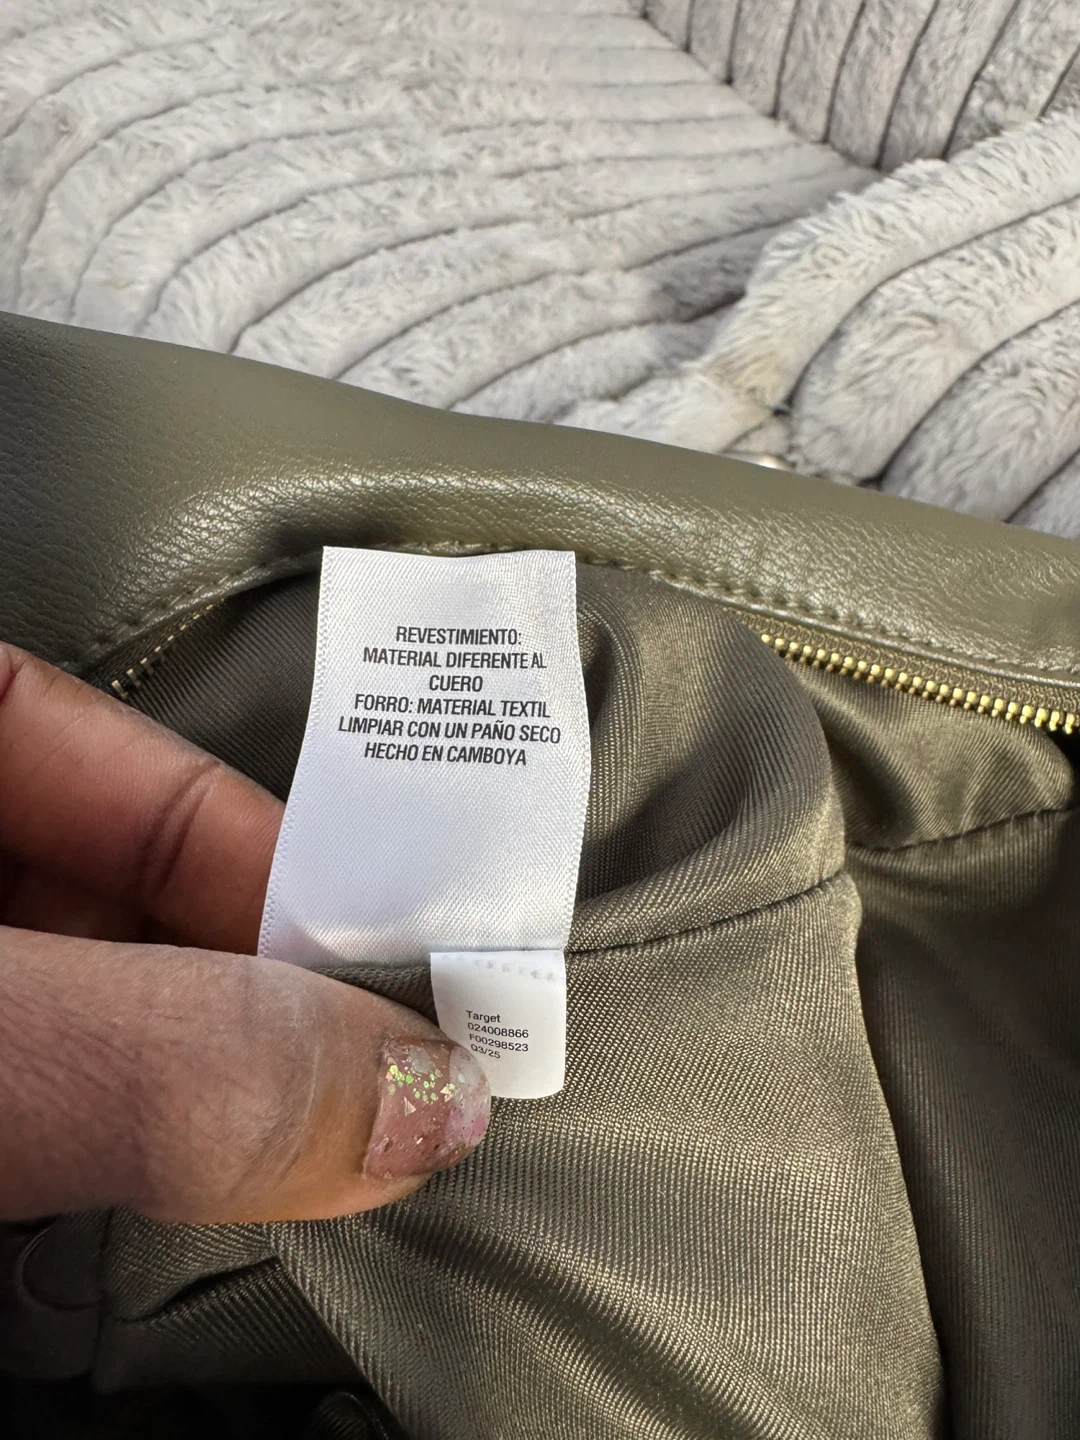 REVESTIMIENTO:
MATERIAL DIFERENTE AL
CUERO
FORRO: MATERIAL TEXTIL
LIMPIAR CON UN PAÑO SECO
HECHO EN CAMBOYA
Target
024008866
F00298523
Q3/25